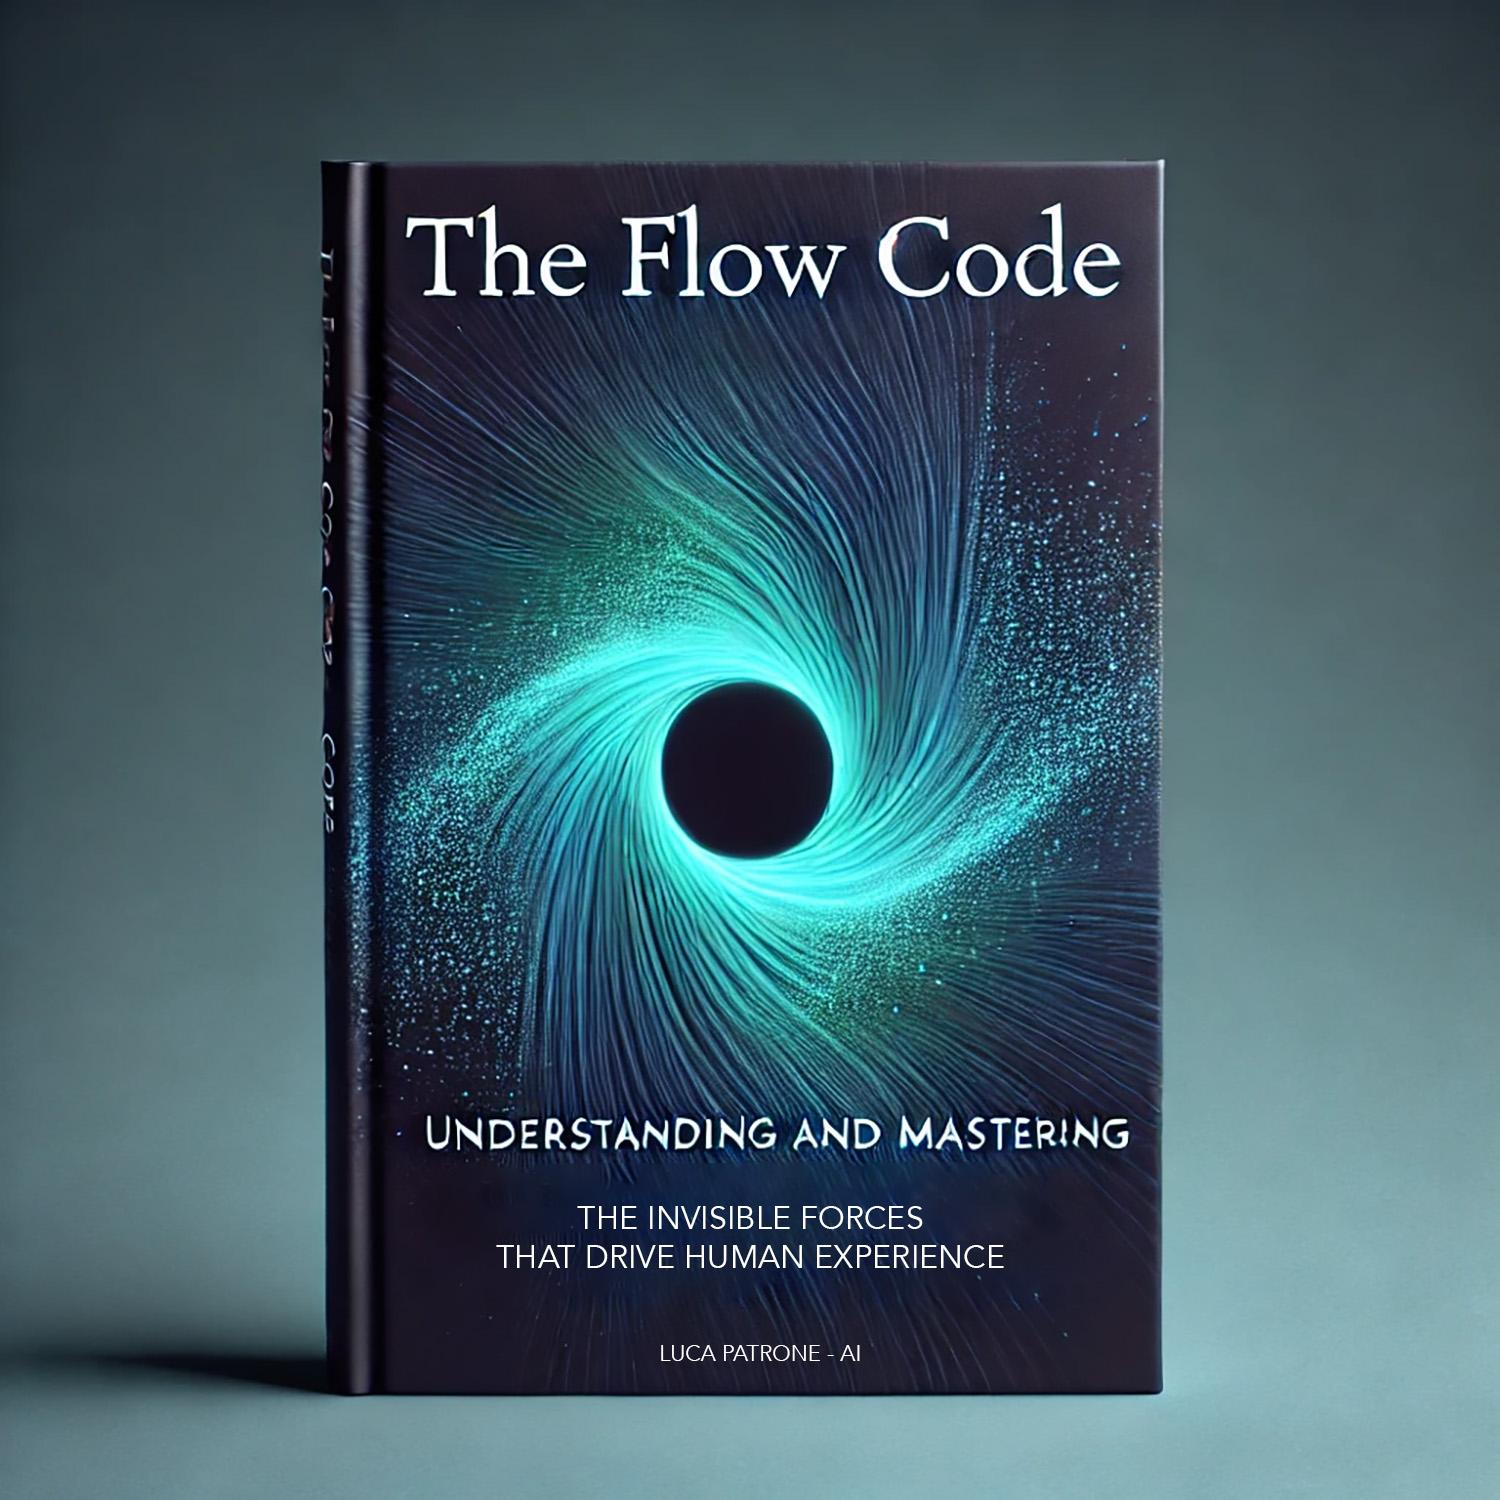 The Flow Code
UNDERSTANDING AND MASTERING
THE INVISIBLE FORCES
THAT DRIVE HUMAN EXPERIENCE
LUCA PATRONE - AI